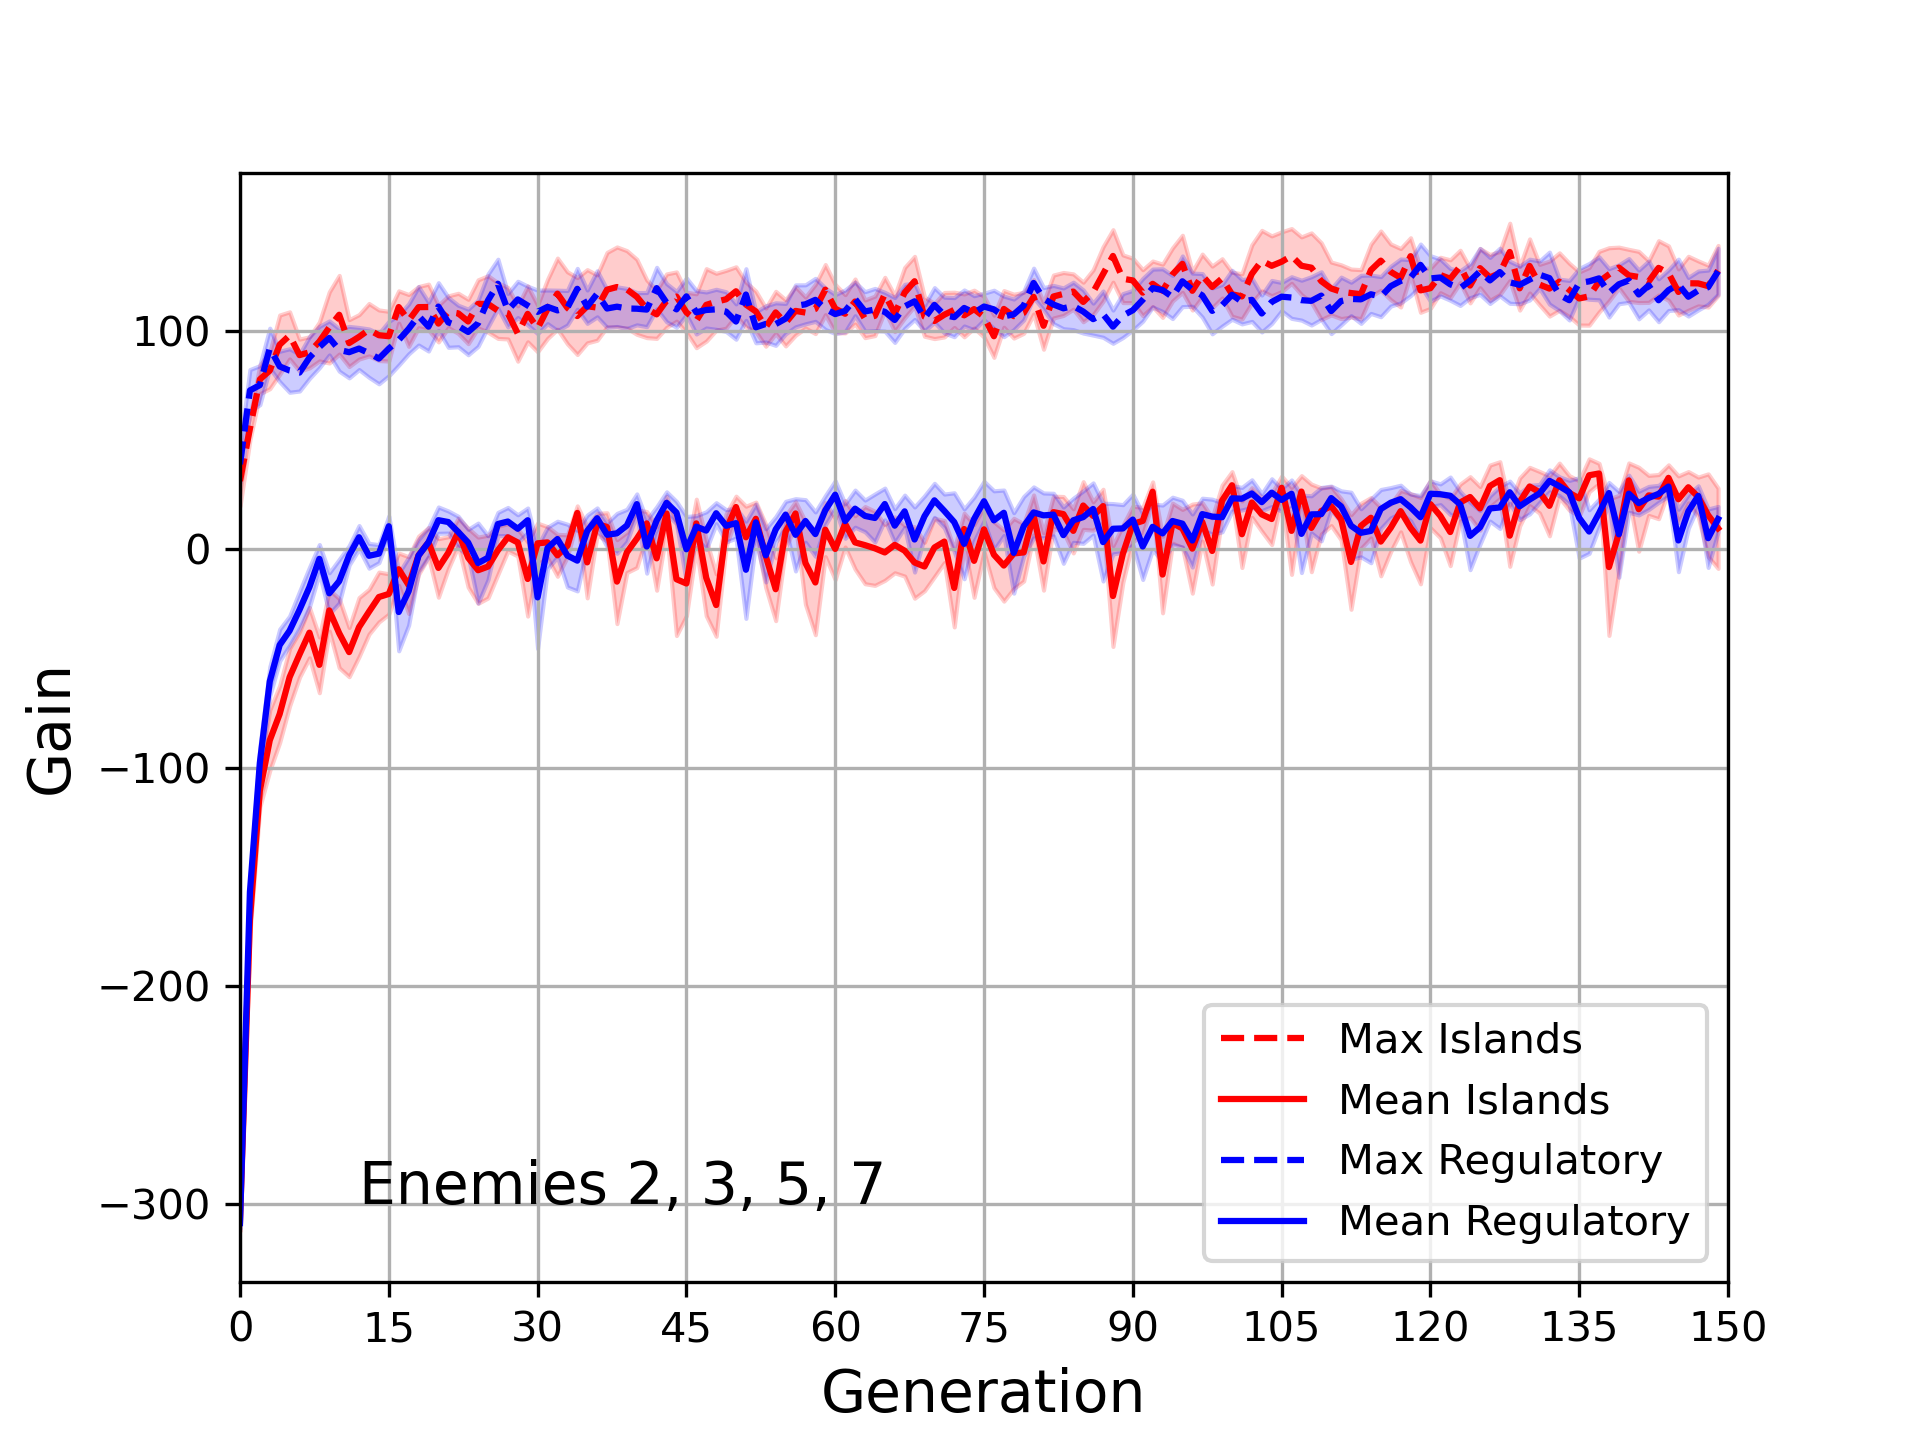 100
0
−100
−200
−300
Gain
Enemies 2, 3, 5, 7
Max Islands
Mean Islands
Max Regulatory
Mean Regulatory
0 15 30 45 60 75 90 105 120 135 150
Generation